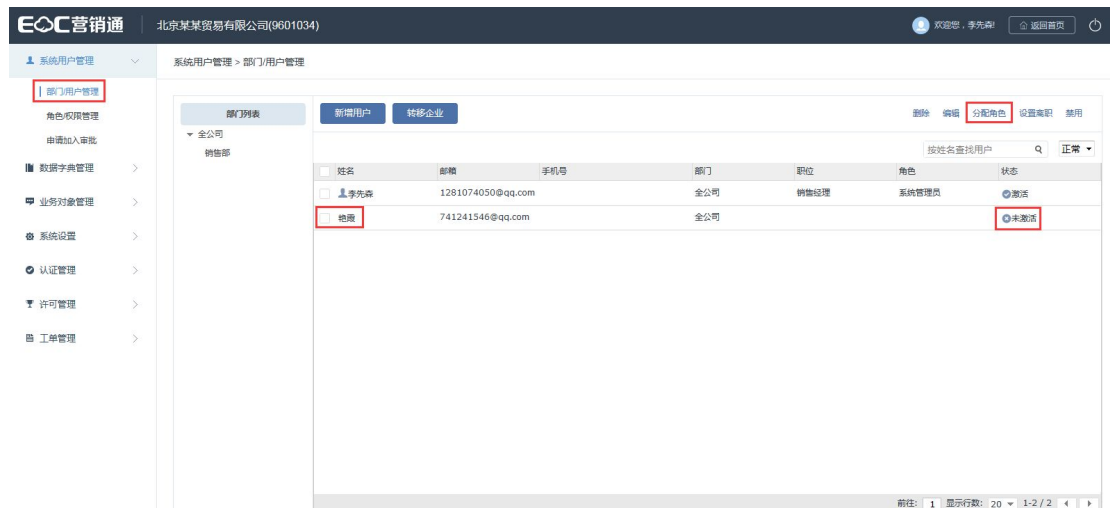 EOC营销通 北京某某贸易有限公司(9601034) 欢迎您，李先森! 返回首页
系统用户管理
系统用户管理 > 部门/用户管理
部门/用户管理
角色/权限管理
申请加入审批
数据字典管理
业务对象管理
系统设置
认证管理
许可管理
工单管理
部门列表
全公司
销售部
新增用户 转移企业 删除 编辑 分配角色 设置离职 禁用
按姓名查找用户 正常
姓名 邮箱 手机号 部门 职位 角色 状态
李先森 1281074050@qq.com 全公司 销售经理 系统管理员 激活
艳霞 741241546@qq.com 全公司 未激活
前往: 1 显示行数: 20 1-2 / 2